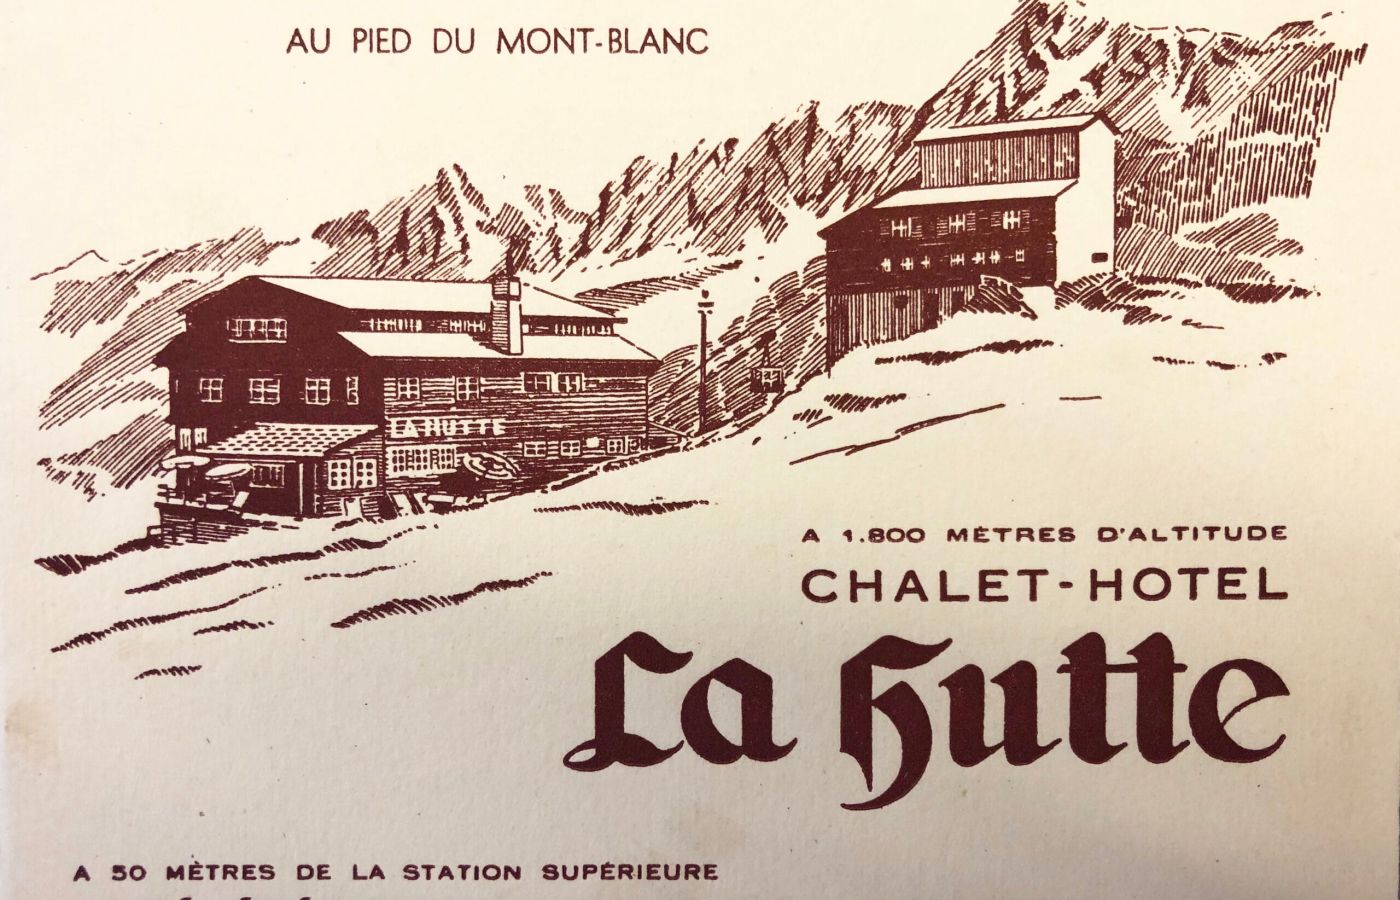 AU PIED DU MONT-BLANC
LA HUTTE
A 1.800 MÈTRES D'ALTITUDE
CHALET-HOTEL
La Hutte
A 50 MÈTRES DE LA STATION SUPÉRIEURE